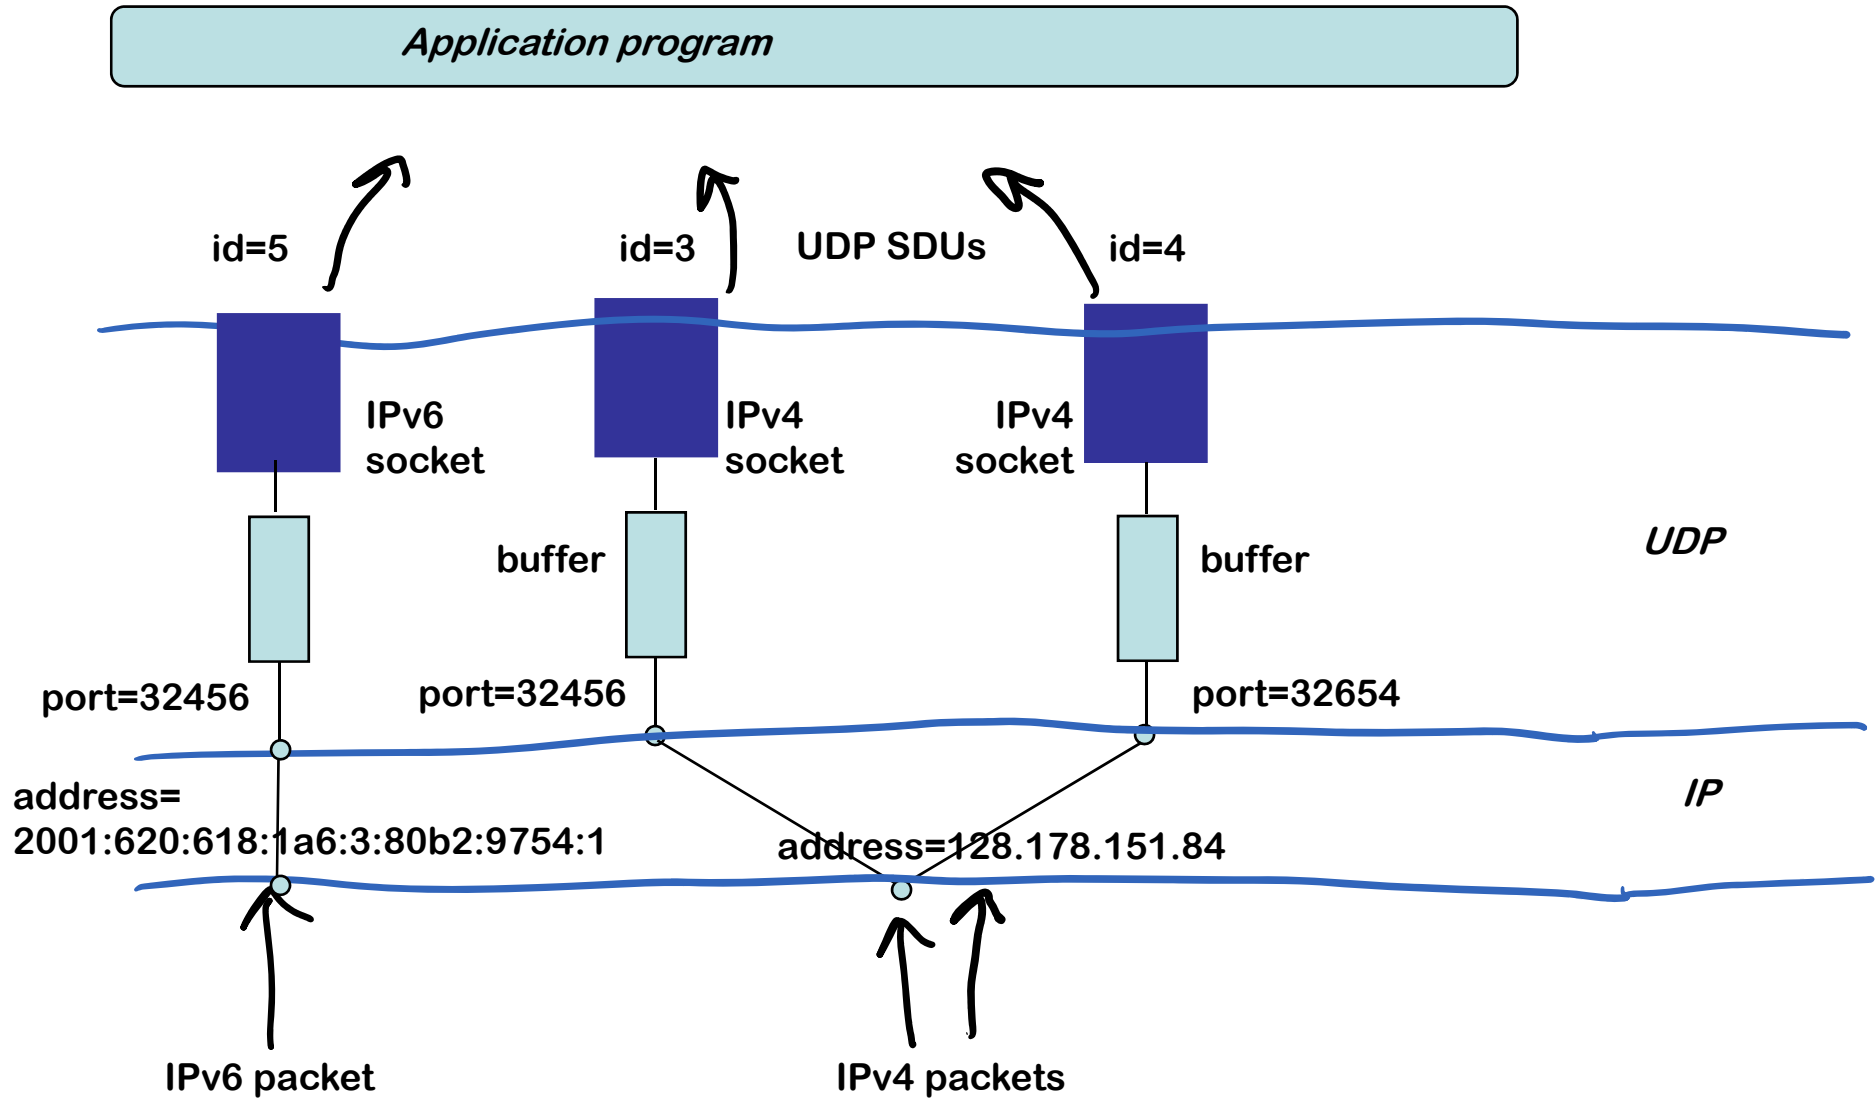 Application program
id=5
id=3
UDP SDUs
id=4
IPv6
socket
IPv4
socket
IPv4
socket
buffer
buffer
UDP
port=32456
port=32456
port=32654
address=
2001:620:618:1a6:3:80b2:9754:1
address=128.178.151.84
IP
IPv6 packet
IPv4 packets